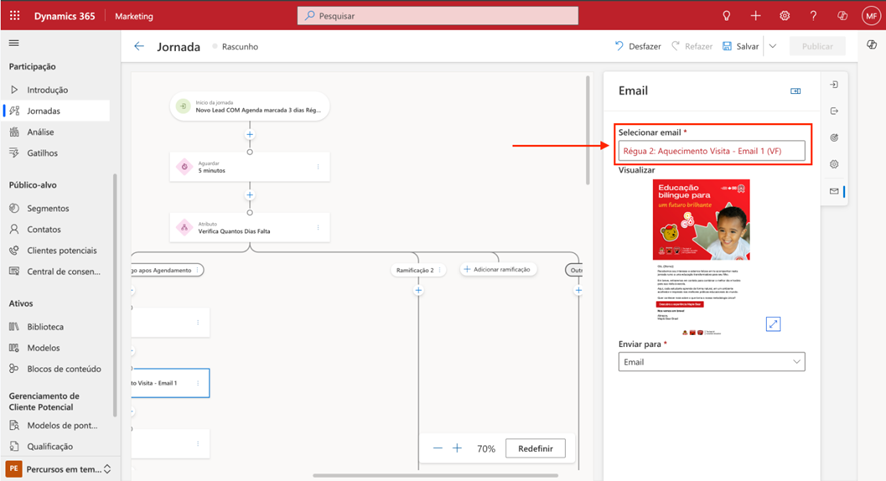 Dynamics 365
Marketing
Pesquisar
MF
Jornada
Rascunho
Desfazer
Refazer
Salvar
Publicar
Participação
Introdução
Jornadas
Análise
Gatilhos
Público-alvo
Segmentos
Contatos
Clientes potenciais
Central de consen...
Ativos
Biblioteca
Modelos
Blocos de conteúdo
Gerenciamento de
Cliente Potencial
Modelos de pont...
Qualificação
PE
Percursos em tem...
Início da jornada
Novo Lead COM Agenda marcada 3 dias Rég...
Aguardar
5 minutos
Atributo
Verifica Quantos Dias Falta
go apos Agendamento
Ramificação 2
Adicionar ramificação
Outr
to Visita - Email 1
70%
Redefinir
Email
Selecionar email *
Régua 2: Aquecimento Visita - Email 1 (VF)
Visualizar
Educação
bilíngue para
um futuro brilhante
Enviar para *
Email